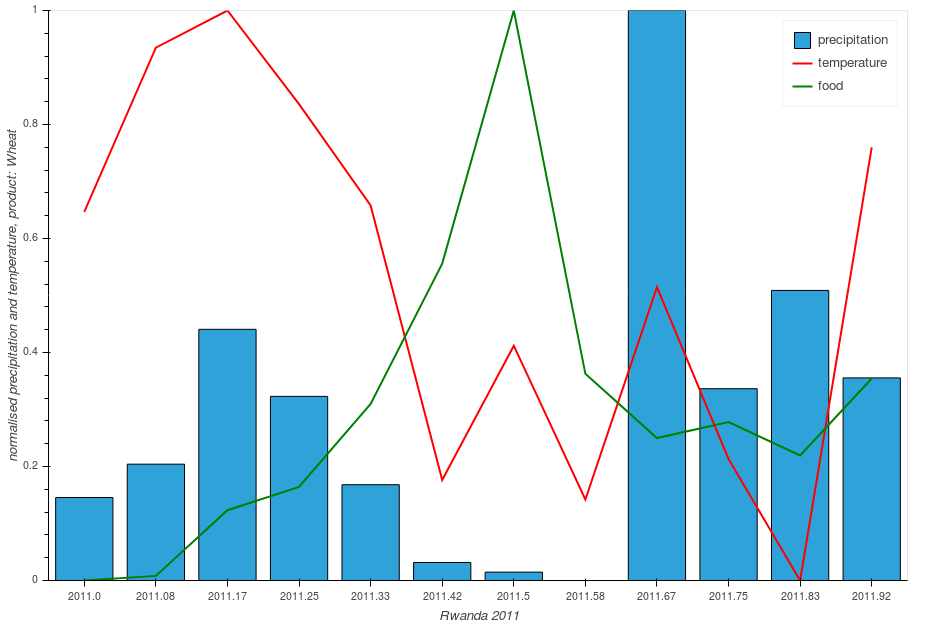 normalised precipitation and temperature, product: Wheat
1
0.8
0.6
0.4
0.2
0
precipitation
temperature
food
2011.0 2011.08 2011.17 2011.25 2011.33 2011.42 2011.5 2011.58 2011.67 2011.75 2011.83 2011.92
Rwanda 2011